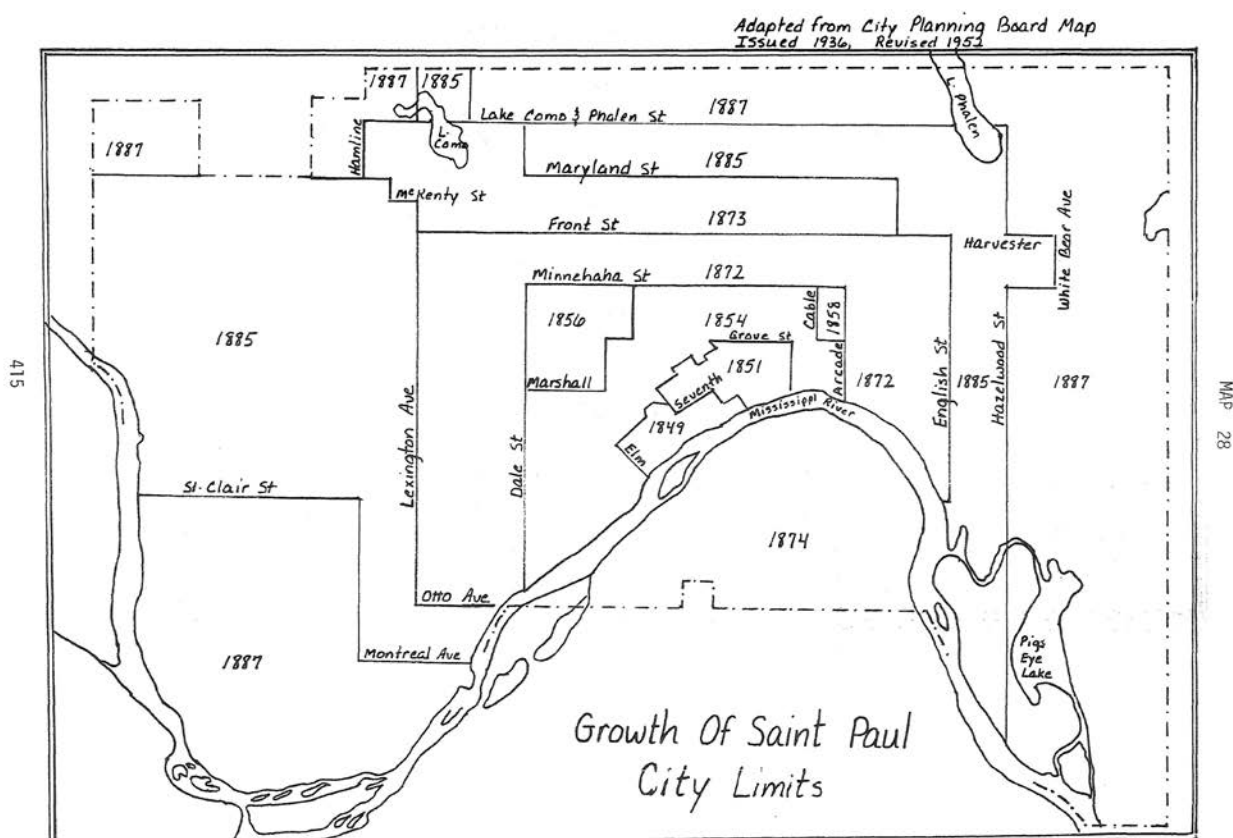 Adapted from City Planning Board Map
Issued 1936, Revised 1952
1887
1885
L. Phalen
Lake Como & Phalen St
1887
L. Como
Hamline
1887
Maryland St
1885
McKenty St
Front St
1873
Harvester
White Bear Ave
Minnehaha St
1872
Cable
1858
1856
1854
Grove St
1885
1851
Arcade
1872
English St
1885
Hazelwood St
1887
Marshall
Seventh
Mississippi River
1849
Elm
Lexington Ave
Dale St
St. Clair St
1874
Otto Ave
Montreal Ave
1887
Pigs
Eye
Lake
Growth Of Saint Paul
City Limits
415
MAP 28